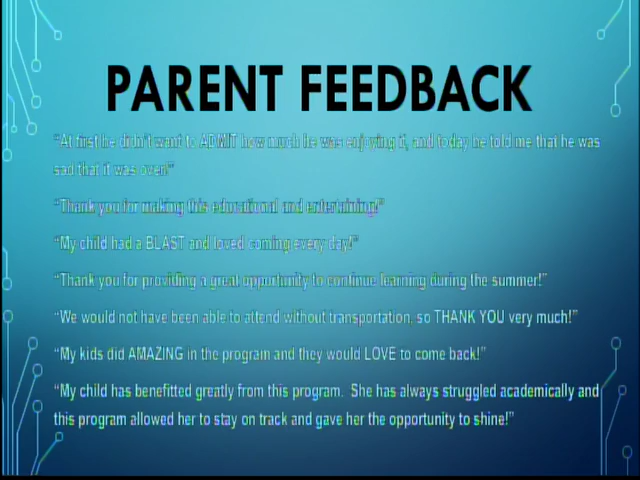 PARENT FEEDBACK
“At first he didn’t want to ADMIT how much he was enjoying it, and today he told me that he was
sad that it was over!”
“Thank you for making this educational and entertaining!”
“My child had a BLAST and loved coming every day!”
“Thank you for providing a great opportunity to continue learning during the summer!”
“We would not have been able to attend without transportation, so THANK YOU very much!”
“My kids did AMAZING in the program and they would LOVE to come back!”
“My child has benefitted greatly from this program. She has always struggled academically and
this program allowed her to stay on track and gave her the opportunity to shine!”